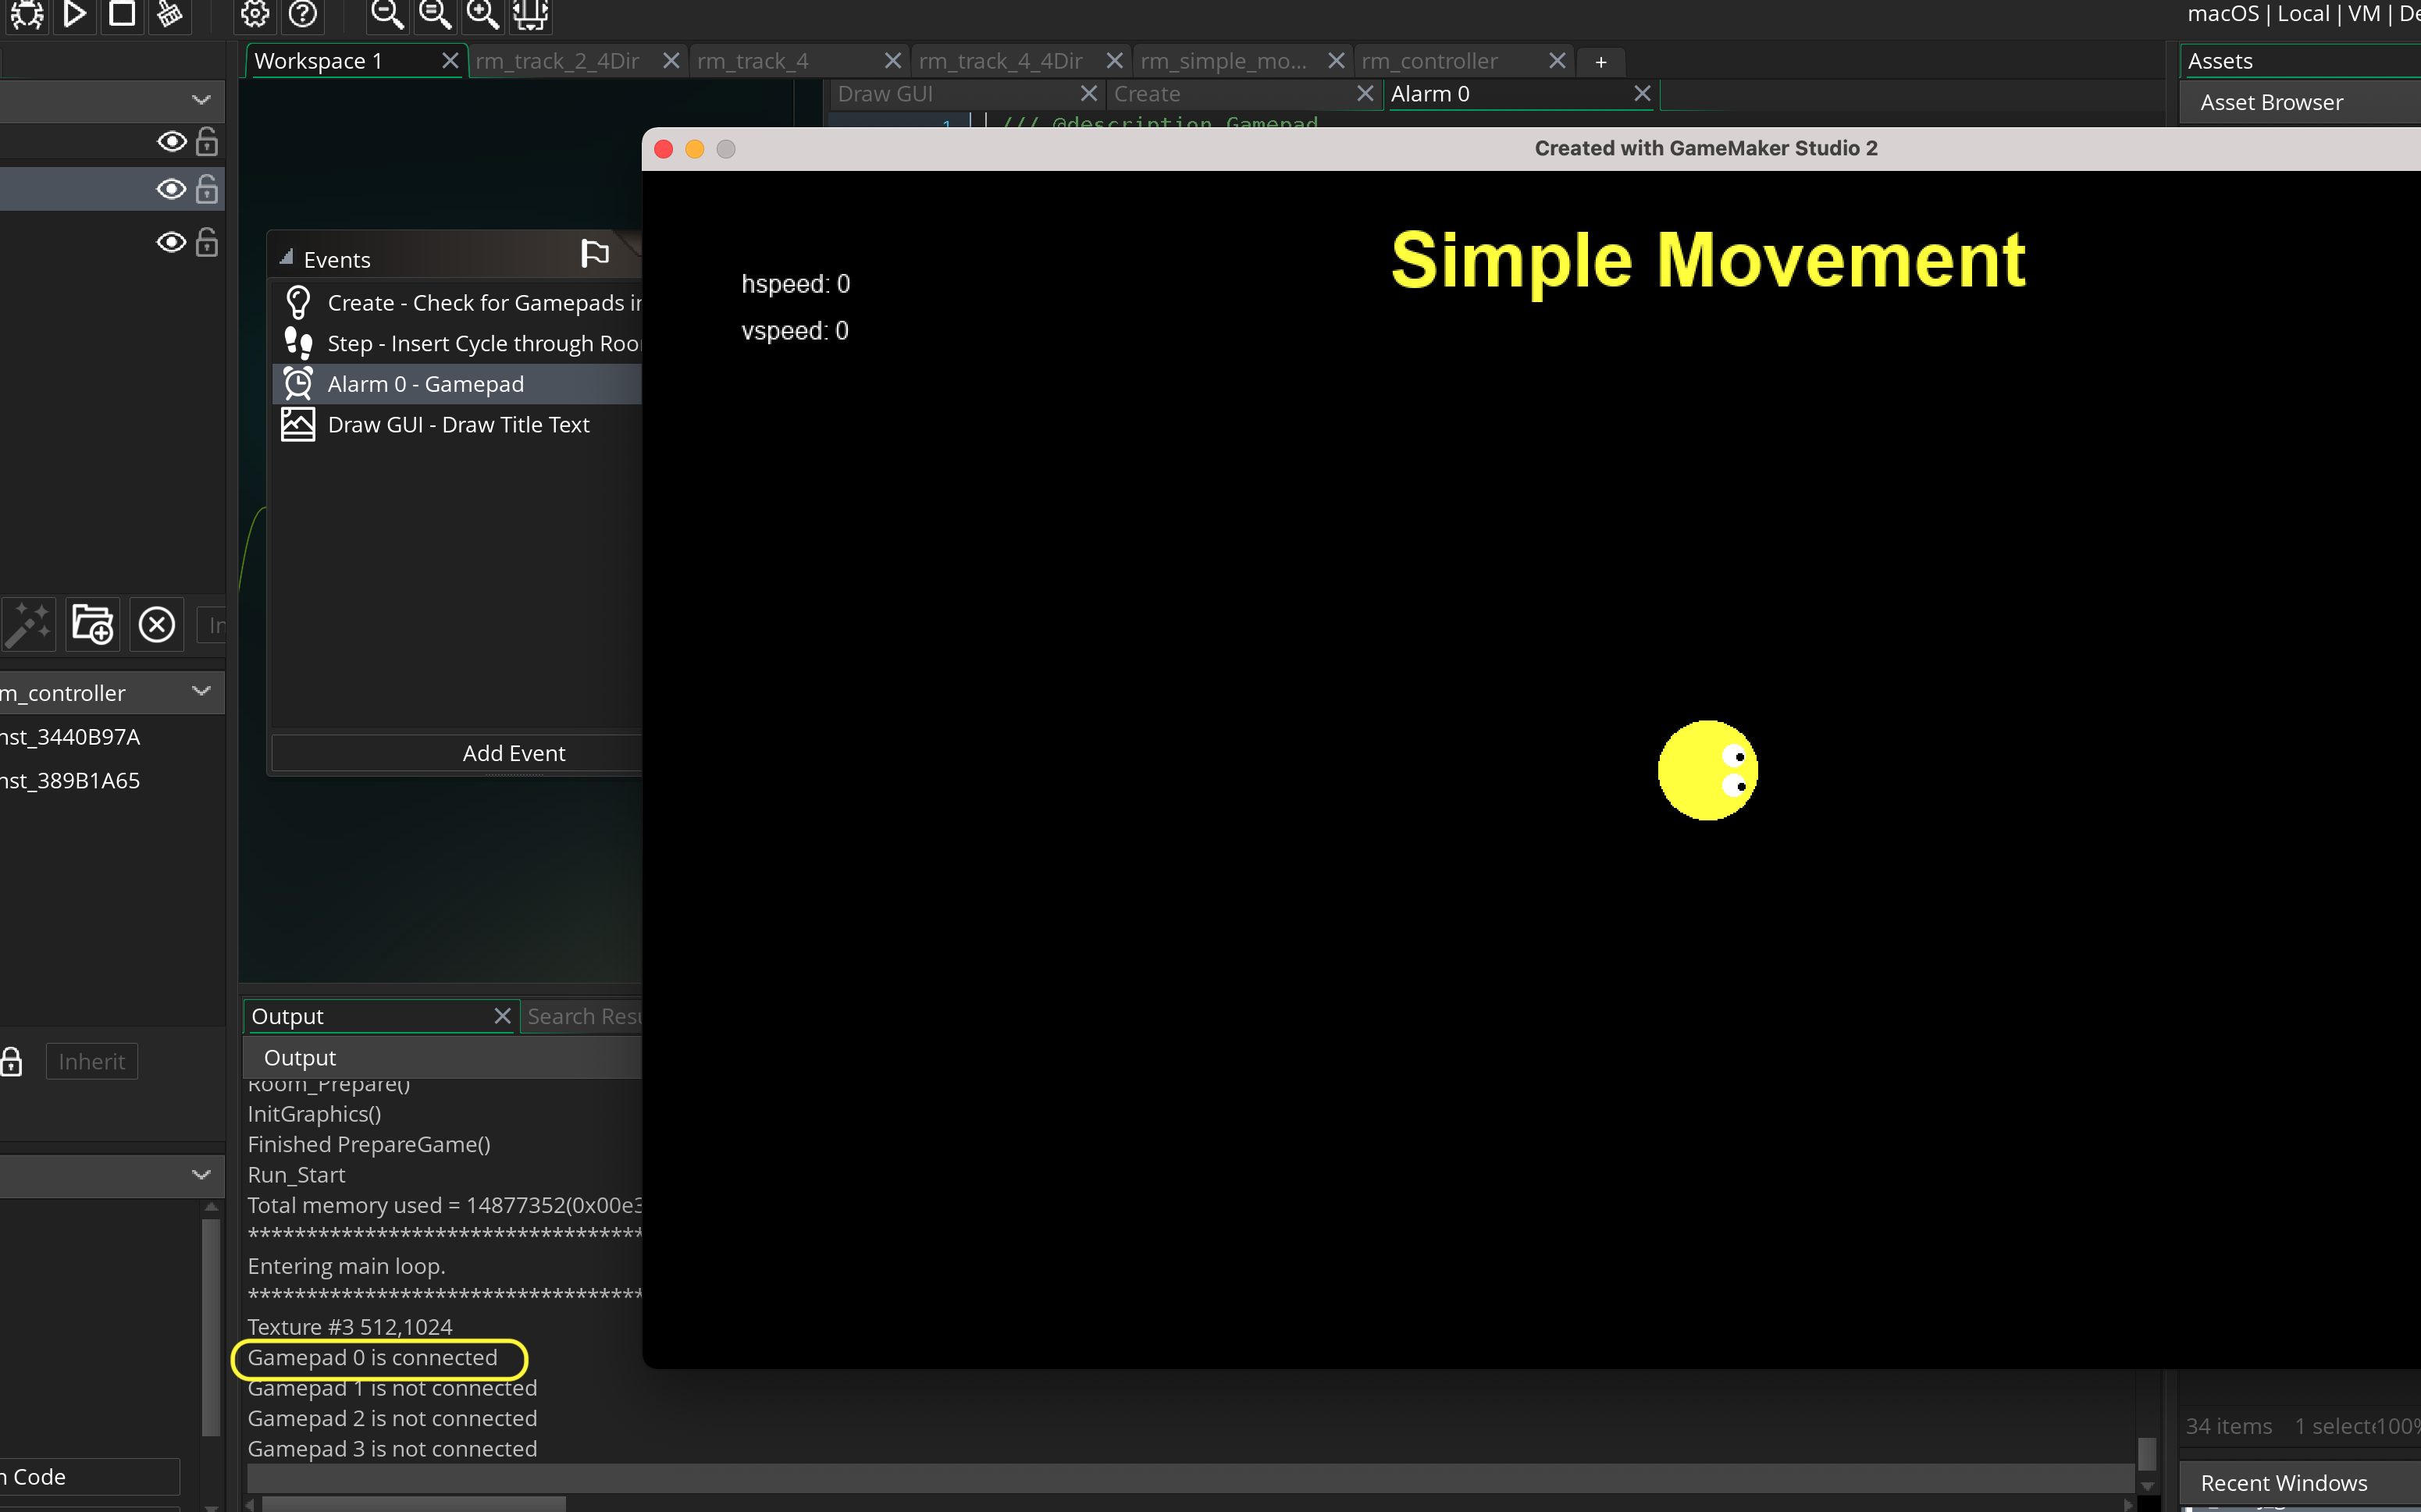 macOS | Local | VM | De
Workspace 1
rm_track_2_4Dir
rm_track_4
rm_track_4_4Dir
rm_simple_mo...
rm_controller
+
Assets
Draw GUI
Create
Alarm 0
Asset Browser
1
/// @description Gamepad
Created with GameMaker Studio 2
Simple Movement
hspeed: 0
vspeed: 0
Events
Create - Check for Gamepads in
Step - Insert Cycle through Roo
Alarm 0 - Gamepad
Draw GUI - Draw Title Text
Add Event
In
m_controller
nst_3440B97A
nst_389B1A65
Inherit
n Code
Output
Search Resu
Output
Room_Prepare()
InitGraphics()
Finished PrepareGame()
Run_Start
Total memory used = 14877352(0x00e3
**********************************
Entering main loop.
**********************************
Texture #3 512,1024
Gamepad 0 is connected
Gamepad 1 is not connected
Gamepad 2 is not connected
Gamepad 3 is not connected
34 items
1 select
100%
Recent Windows